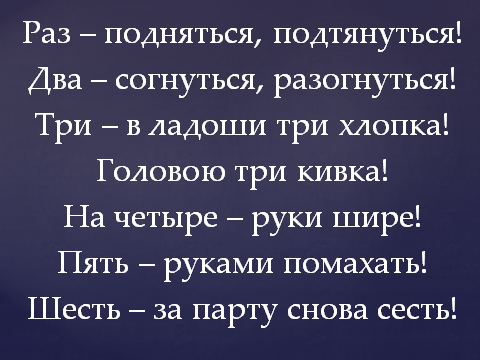 Раз – подняться, подтянуться!
Два – согнуться, разогнуться!
Три – в ладоши три хлопка!
Головою три кивка!
На четыре – руки шире!
Пять – руками помахать!
Шесть – за парту снова сесть!